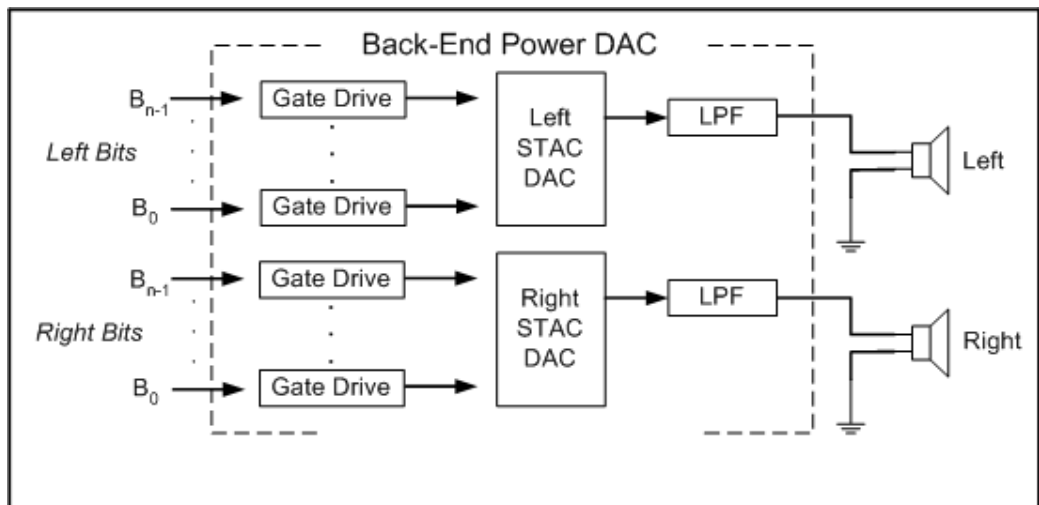 Back-End Power DAC
Bn-1
Gate Drive
Left Bits
B0
Gate Drive
Left
STAC
DAC
LPF
Left
Bn-1
Gate Drive
Right Bits
B0
Gate Drive
Right
STAC
DAC
LPF
Right